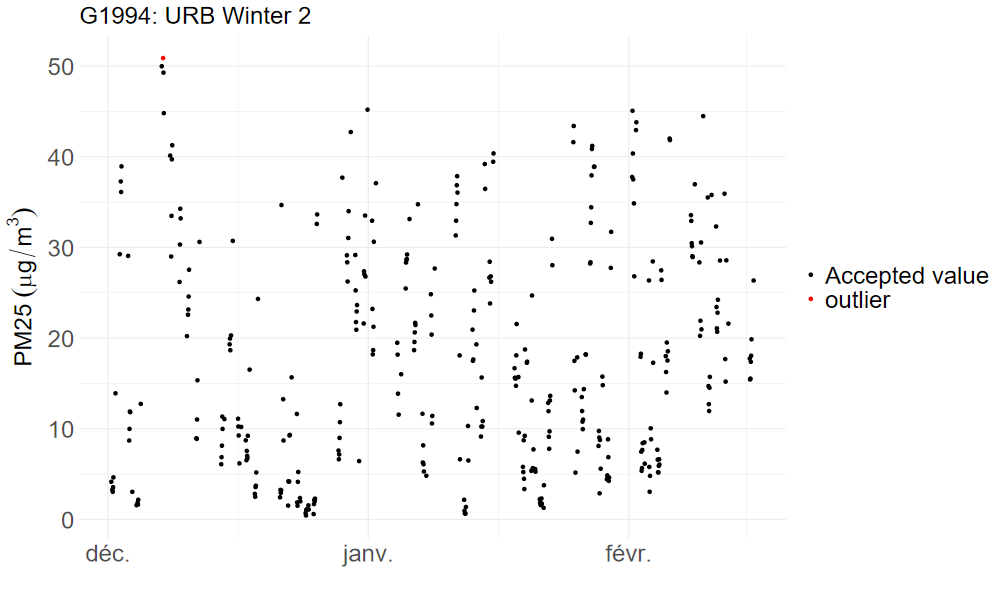 G1994: URB Winter 2
PM25 (μg/m³)
50
40
30
20
10
0
déc.
janv.
févr.
Accepted value
outlier